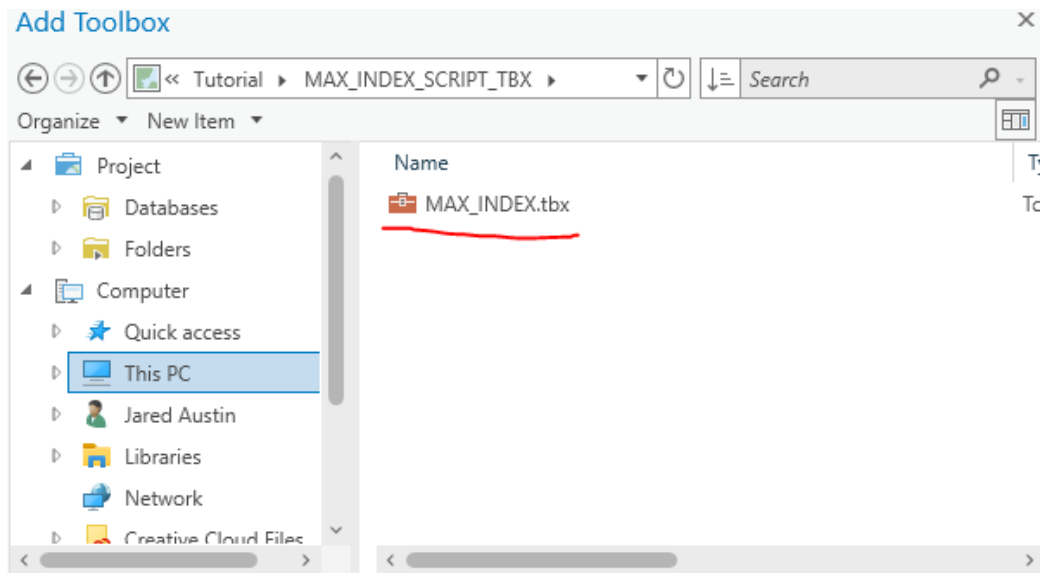 Add Toolbox
« Tutorial MAX_INDEX_SCRIPT_TBX Search
Organize New Item
Project
Databases
Folders
Computer
Quick access
This PC
Jared Austin
Libraries
Network
Creative Cloud Files
Name
MAX_INDEX.tbx